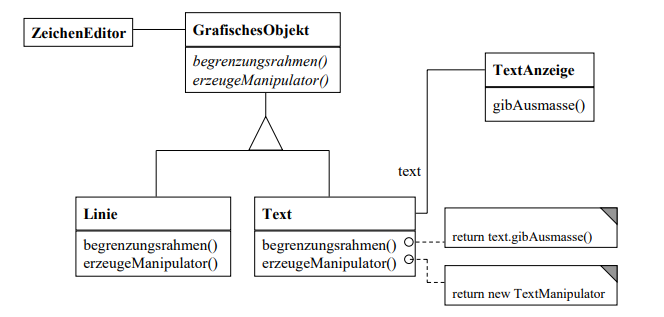 ZeichenEditor
GrafischesObjekt
begrenzungsrahmen()
erzeugeManipulator()
TextAnzeige
gibAusmasse()
text
Linie
begrenzungsrahmen()
erzeugeManipulator()
Text
begrenzungsrahmen()
erzeugeManipulator()
return text.gibAusmasse()
return new TextManipulator